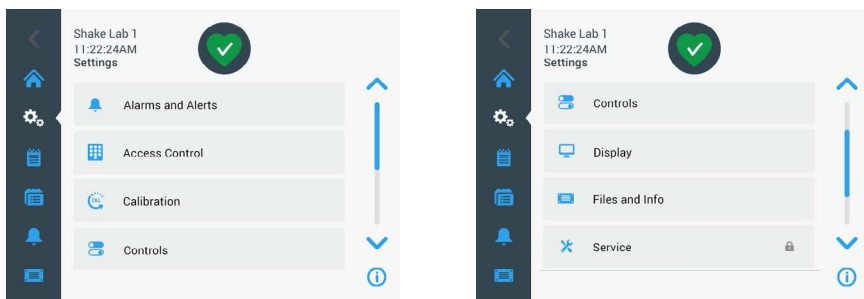 Shake Lab 1
11:22:24AM
Settings
Alarms and Alerts
Access Control
CAL
Calibration
Controls
Shake Lab 1
11:22:24AM
Settings
Controls
Display
Files and Info
Service